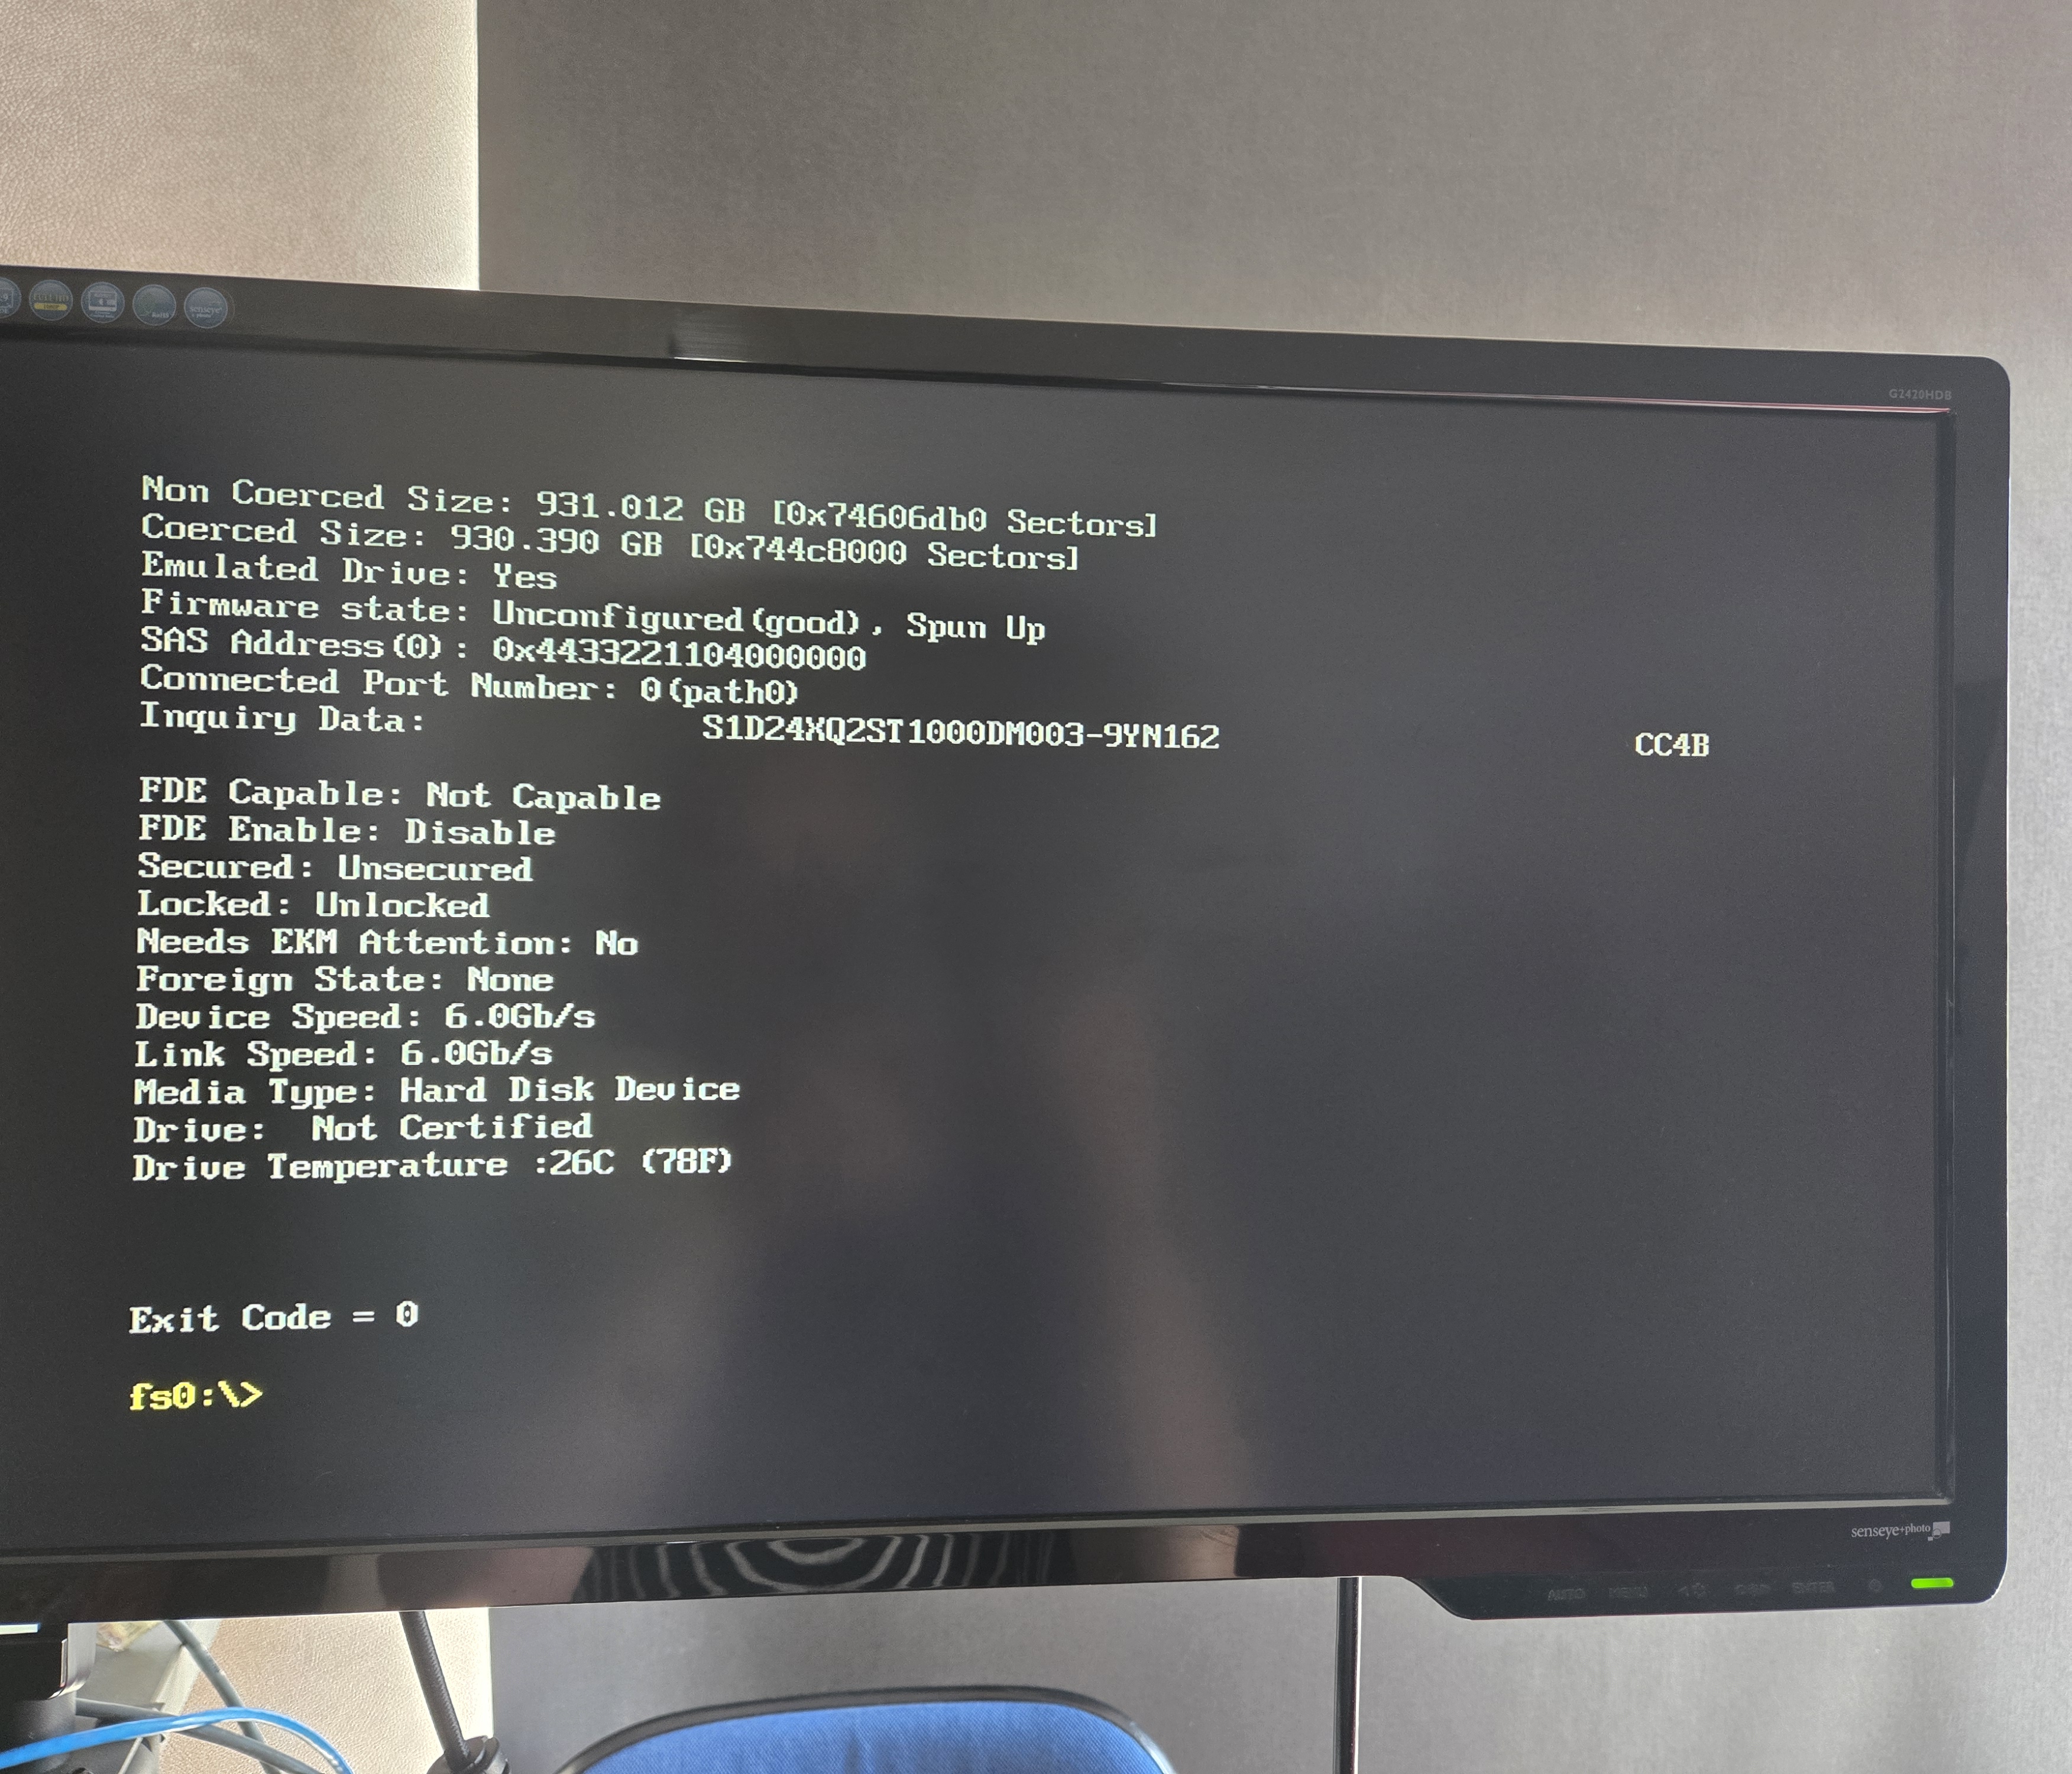 senseye
G2420HDB
Non Coerced Size: 931.012 GB [0x74606db0 Sectors]
Coerced Size: 930.390 GB [0x744c8000 Sectors]
Emulated Drive: Yes
Firmware state: Unconfigured(good), Spun Up
SAS Address(0): 0x4433221104000000
Connected Port Number: 0(path0)
Inquiry Data: S1D24XQ2ST1000DM003-9YN162 CC4B
FDE Capable: Not Capable
FDE Enable: Disable
Secured: Unsecured
Locked: Unlocked
Needs EKM Attention: No
Foreign State: None
Device Speed: 6.0Gb/s
Link Speed: 6.0Gb/s
Media Type: Hard Disk Device
Drive:  Not Certified
Drive Temperature :26C (78F)
Exit Code = 0
fs0:\>
senseye+photo
AUTO MENU ENTER